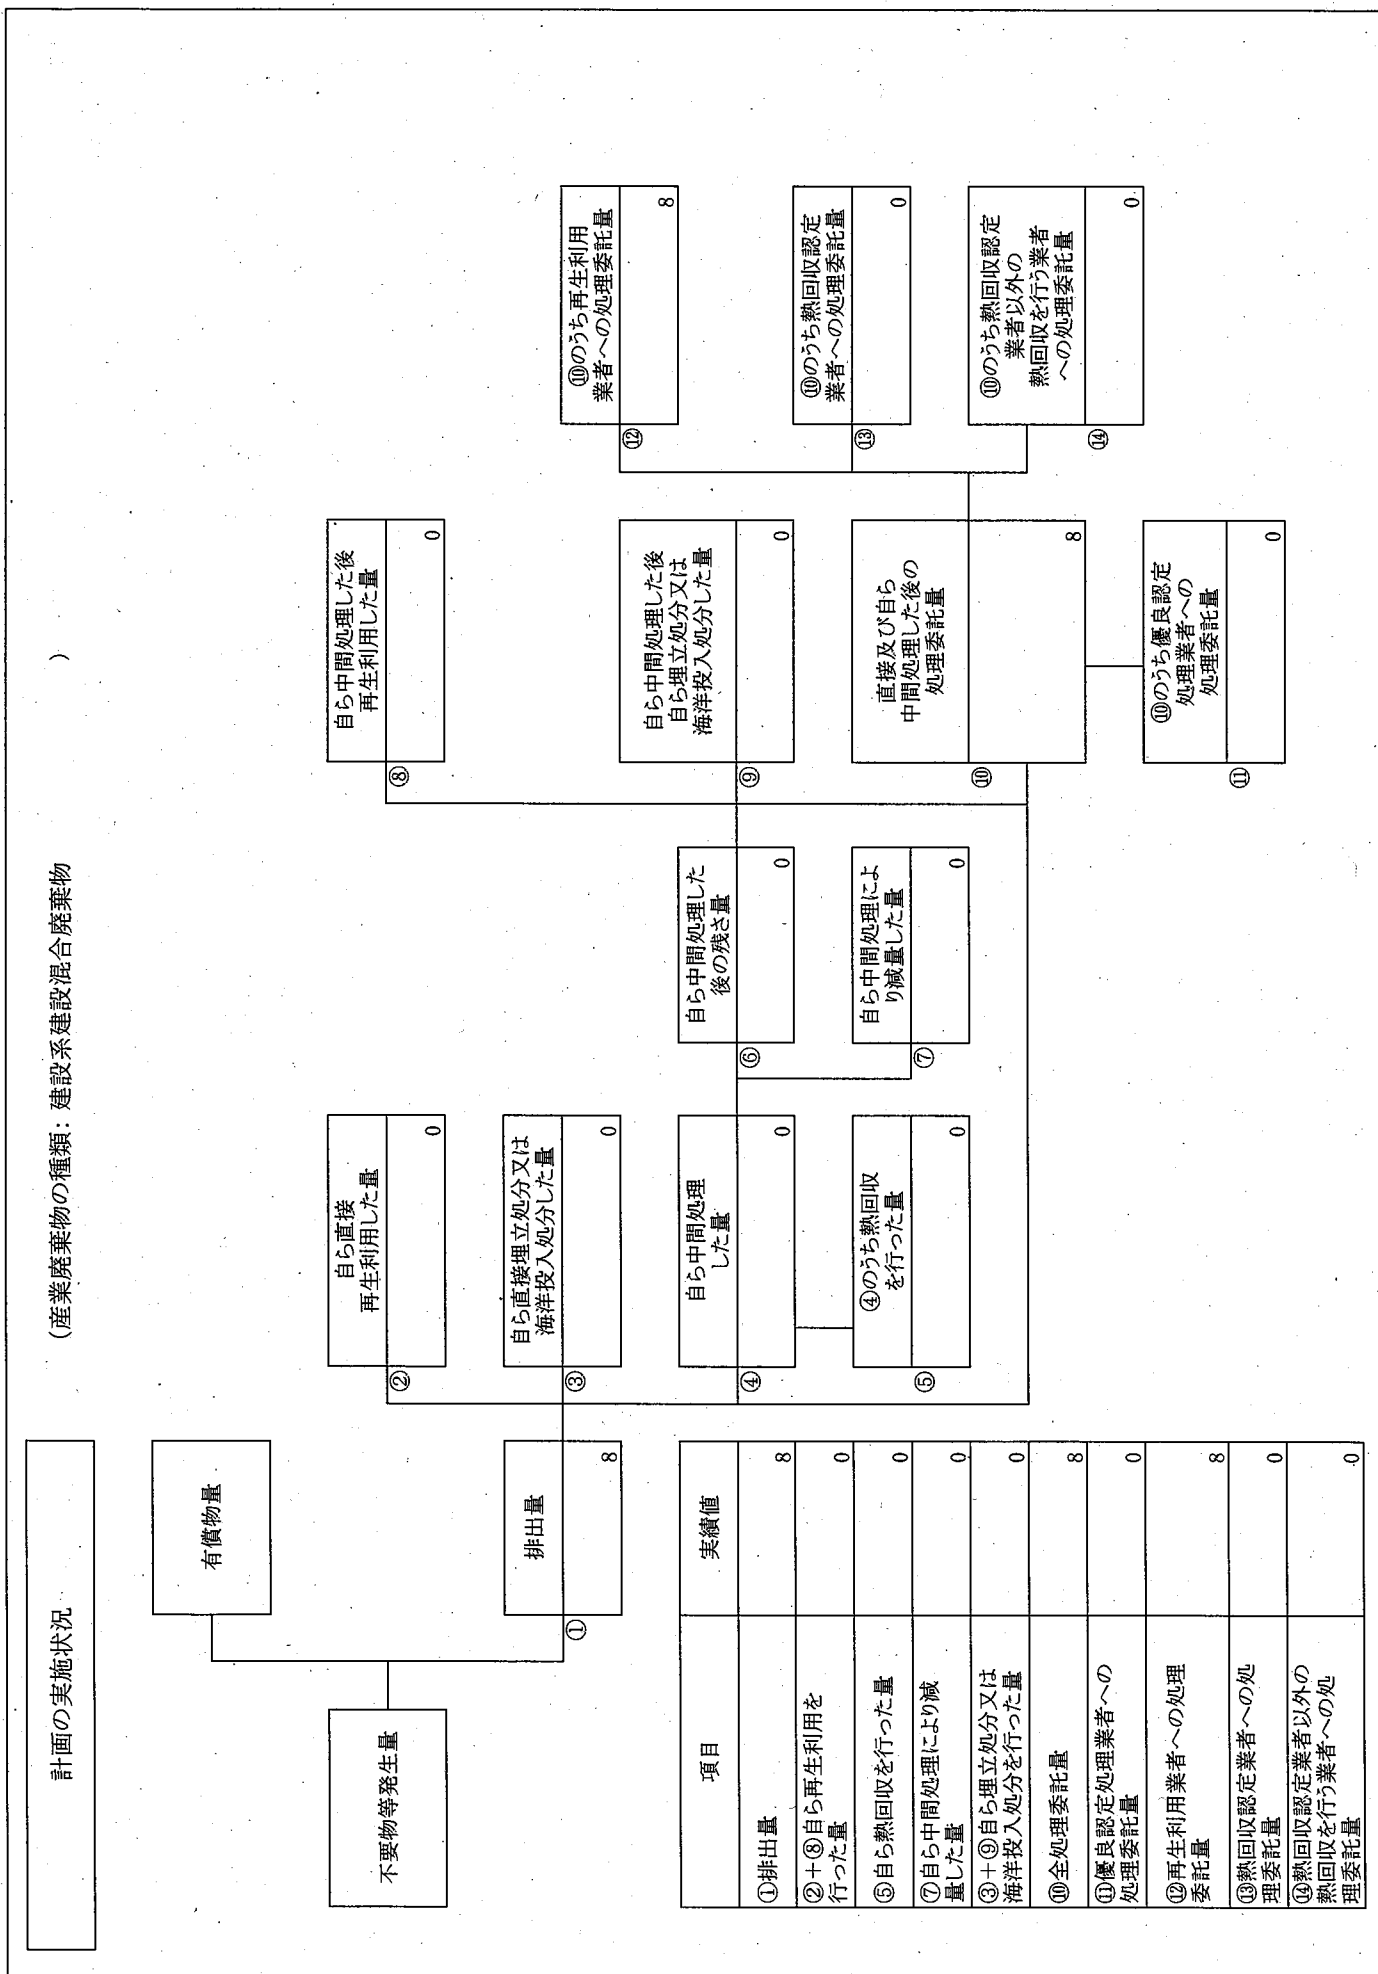 計画の実施状況
(産業廃棄物の種類: 建設系建設混合廃棄物 )
不要物等発生量
有償物量
①
排出量
8
②
自ら直接
再生利用した量
0
③
自ら直接埋立処分又は
海洋投入処分した量
0
④
自ら中間処理
した量
0
⑤
④のうち熱回収
を行った量
0
⑥
自ら中間処理した
後の残さ量
0
⑦
自ら中間処理によ
り減量した量
0
⑧
自ら中間処理した後
再生利用した量
0
⑨
自ら中間処理した後
自ら埋立処分又は
海洋投入処分した量
0
⑩
直接及び自ら
中間処理した後の
処理委託量
8
⑪
⑩のうち優良認定
処理業者への
処理委託量
0
⑫
⑩のうち再生利用
業者への処理委託量
8
⑬
⑩のうち熱回収認定
業者への処理委託量
0
⑭
⑩のうち熱回収認定
業者以外の
熱回収を行う業者
への処理委託量
0
項目 実績値
①排出量 8
②+⑧自ら再生利用を
行った量 0
⑤自ら熱回収を行った量 0
⑦自ら中間処理により減
量した量 0
③+⑨自ら埋立処分又は
海洋投入処分を行った量 0
⑩全処理委託量 8
⑪優良認定処理業者への
処理委託量 0
⑫再生利用業者への処理
委託量 8
⑬熱回収認定業者への処
理委託量 0
⑭熱回収認定業者以外の
熱回収を行う業者への処
理委託量 0